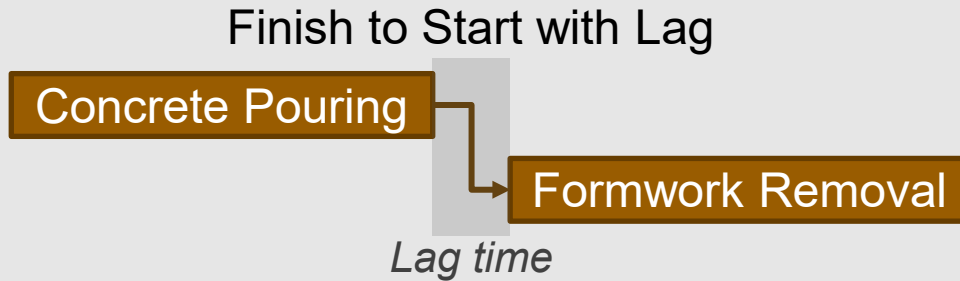 Finish to Start with Lag
Concrete Pouring
Formwork Removal
Lag time